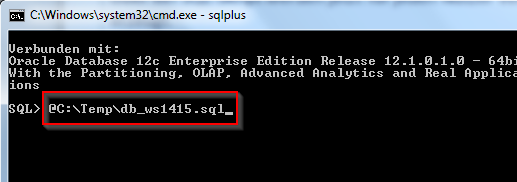 C:\Windows\system32\cmd.exe - sqlplus
Verbunden mit:
Oracle Database 12c Enterprise Edition Release 12.1.0.1.0 - 64bi
With the Partitioning, OLAP, Advanced Analytics and Real Applica
ions
SQL> @C:\Temp\db_ws1415.sql_